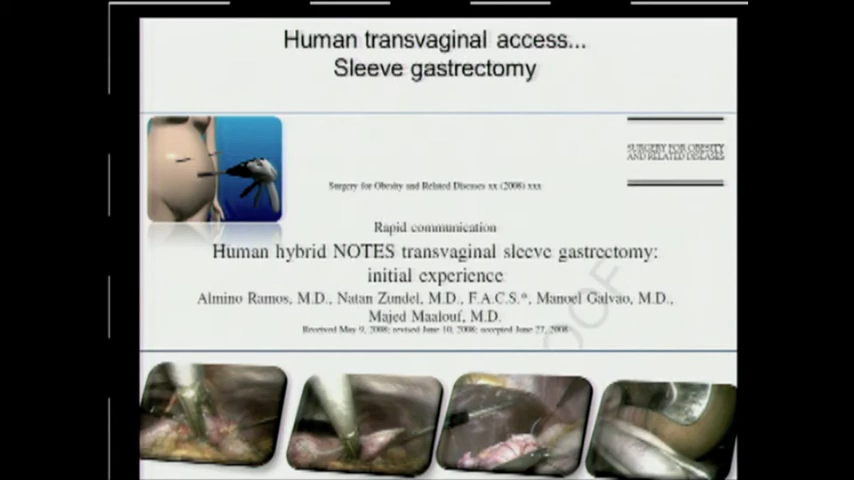 Human transvaginal access...
Sleeve gastrectomy
SURGERY FOR OBESITY
AND RELATED DISEASES
Surgery for Obesity and Related Diseases xx (2008) xxx
Rapid communication
Human hybrid NOTES transvaginal sleeve gastrectomy:
initial experience
Almino Ramos, M.D., Natan Zundel, M.D., F.A.C.S.*, Manoel Galvao, M.D.,
Majed Maalouf, M.D.
Received May 9, 2008; revised June 10, 2008; accepted June 27, 2008
OOF